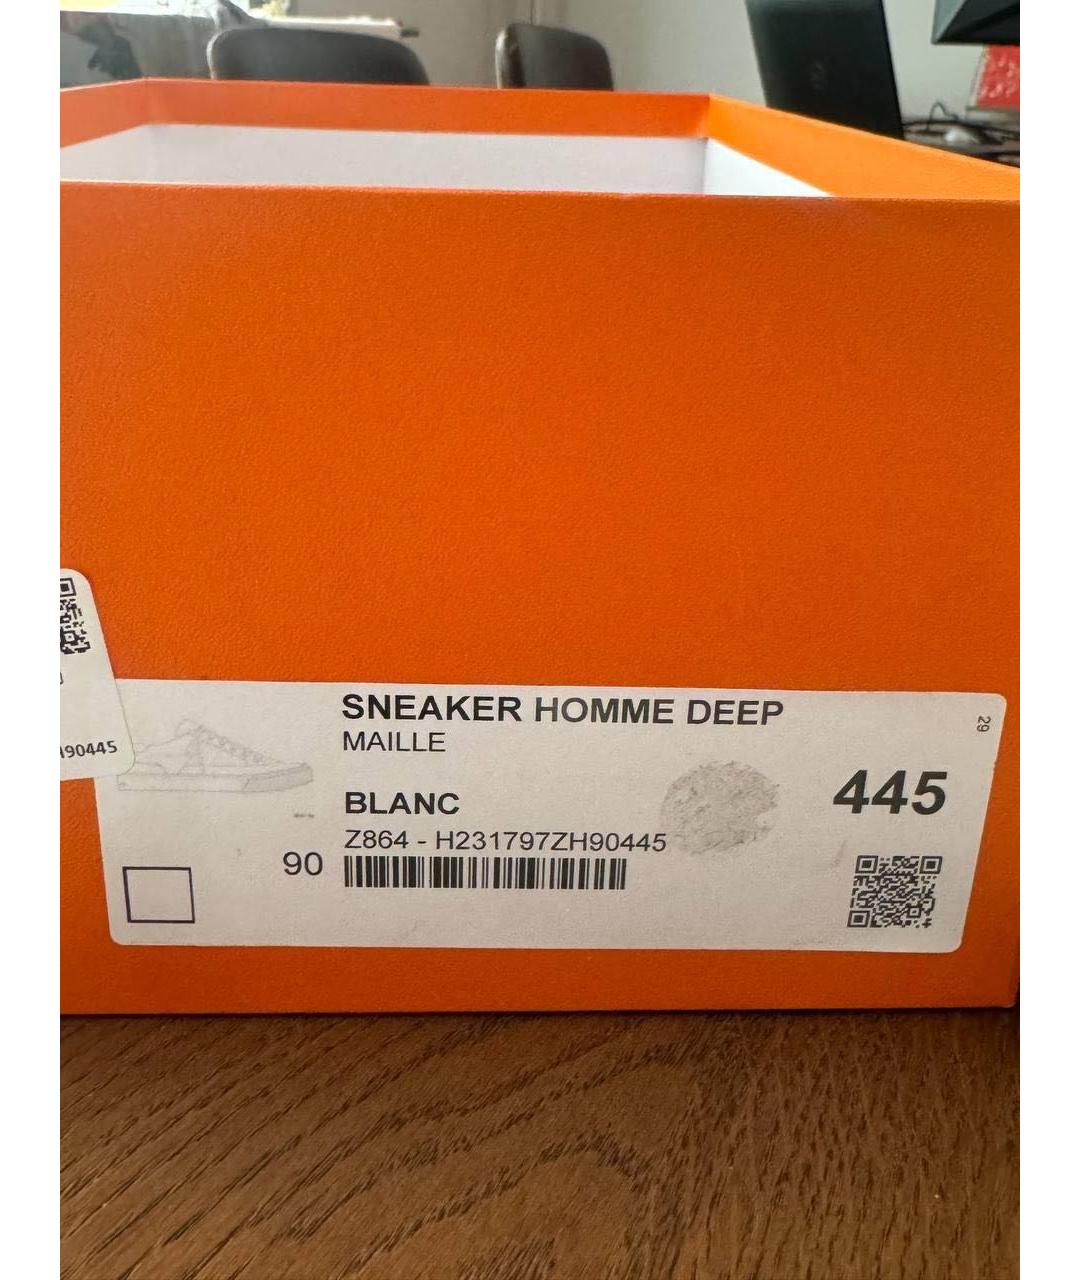 SNEAKER HOMME DEEP
29
MAILLE
445
BLANC
Z864 - H231797ZH90445
90
H90445